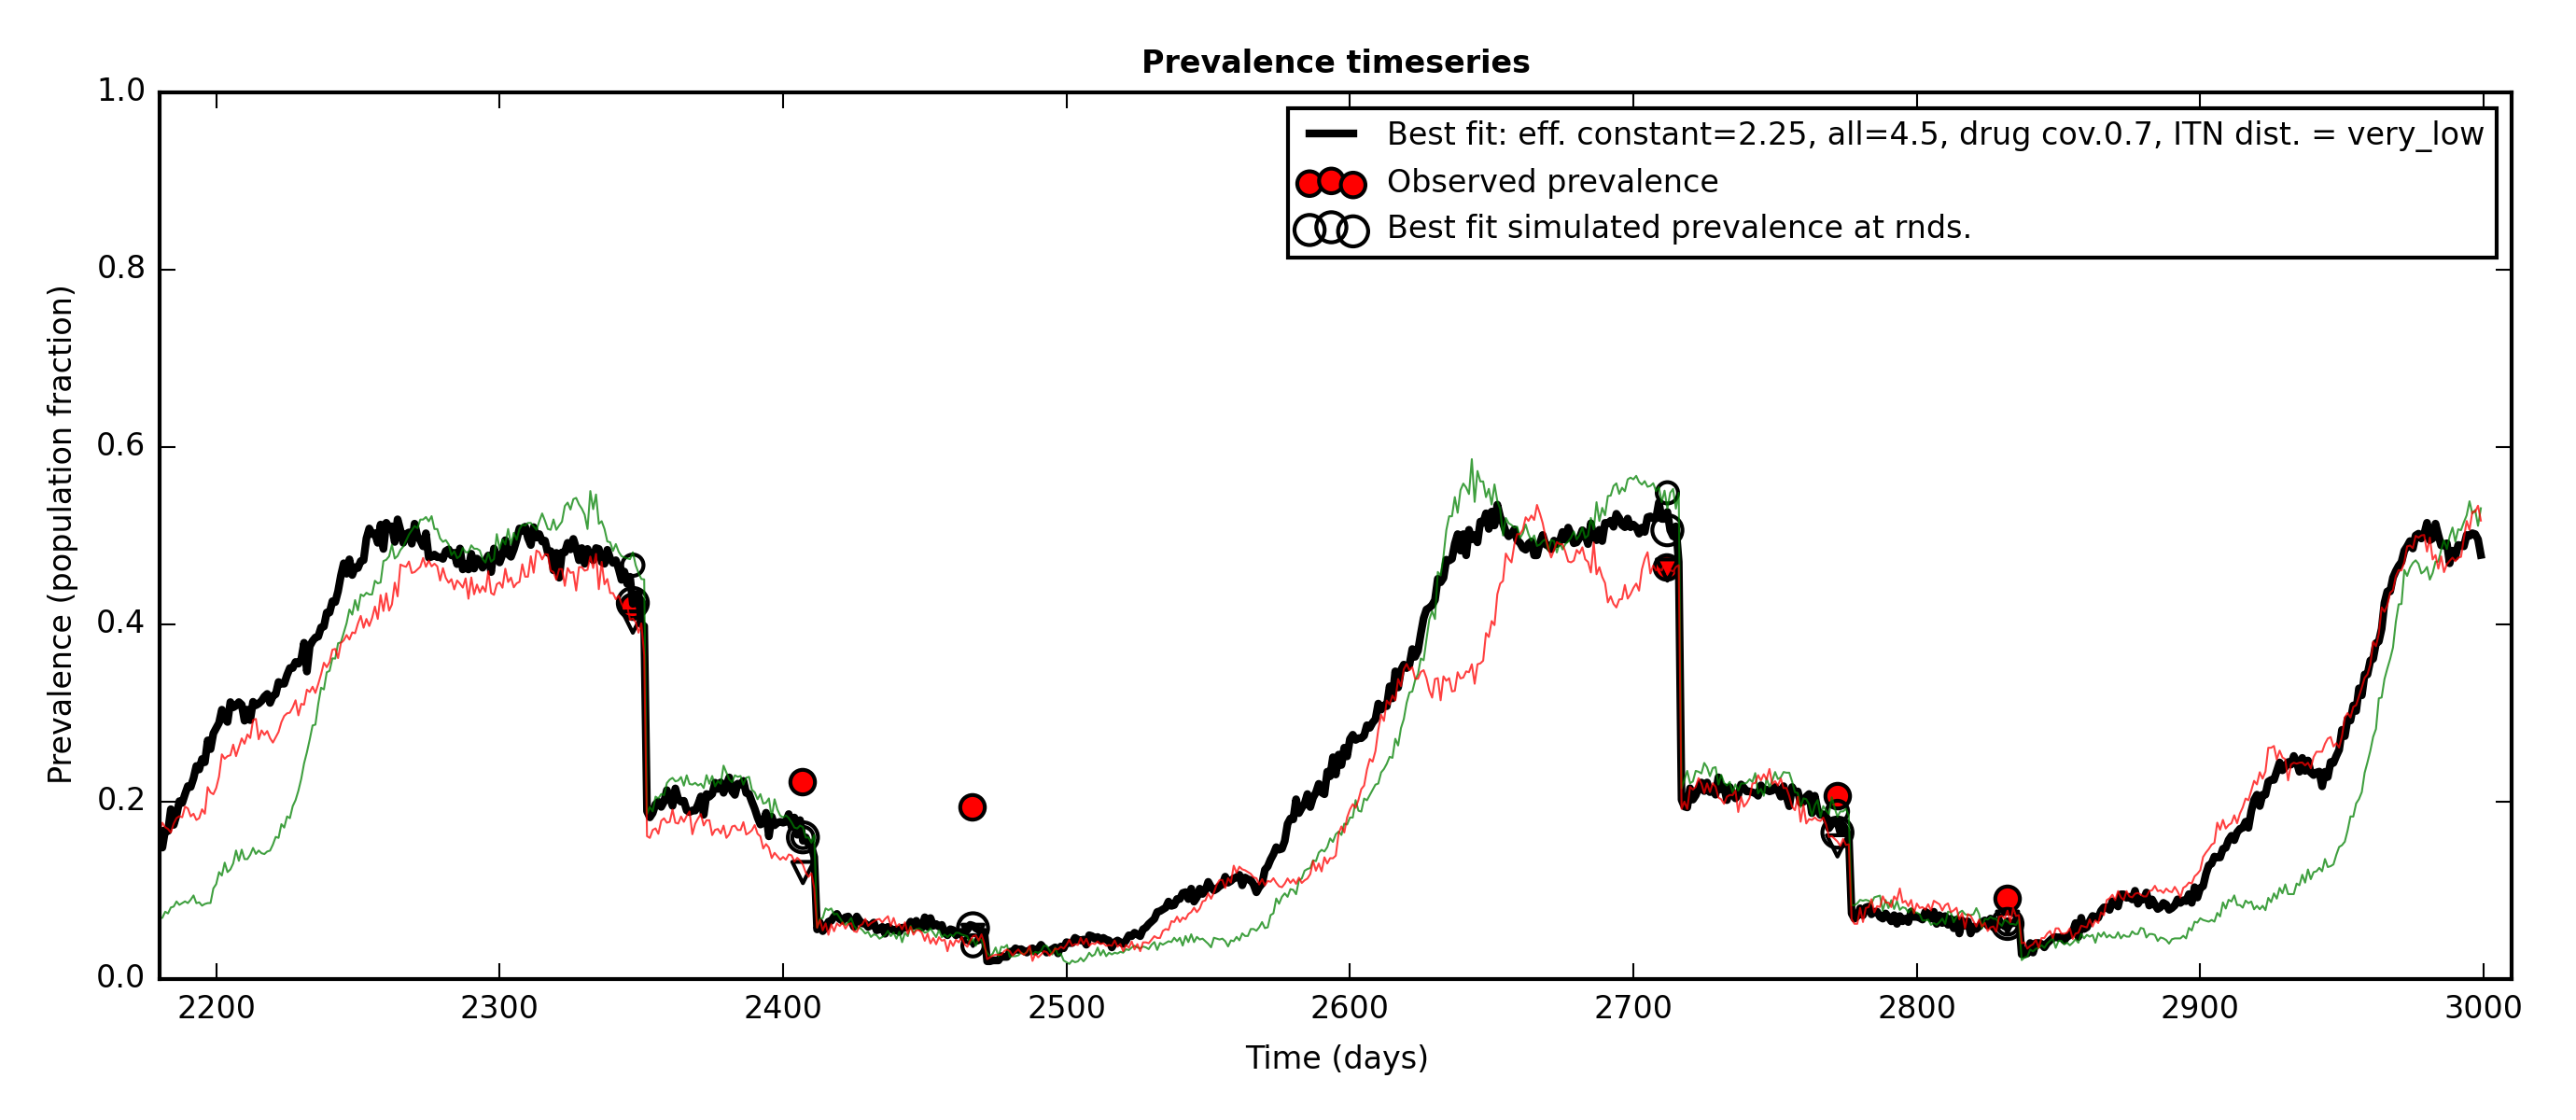 Prevalence timeseries
1.0
0.8
0.6
0.4
0.2
0.0
Prevalence (population fraction)
Best fit: eff. constant=2.25, all=4.5, drug cov.0.7, ITN dist. = very_low
Observed prevalence
Best fit simulated prevalence at rnds.
2200 2300 2400 2500 2600 2700 2800 2900 3000
Time (days)